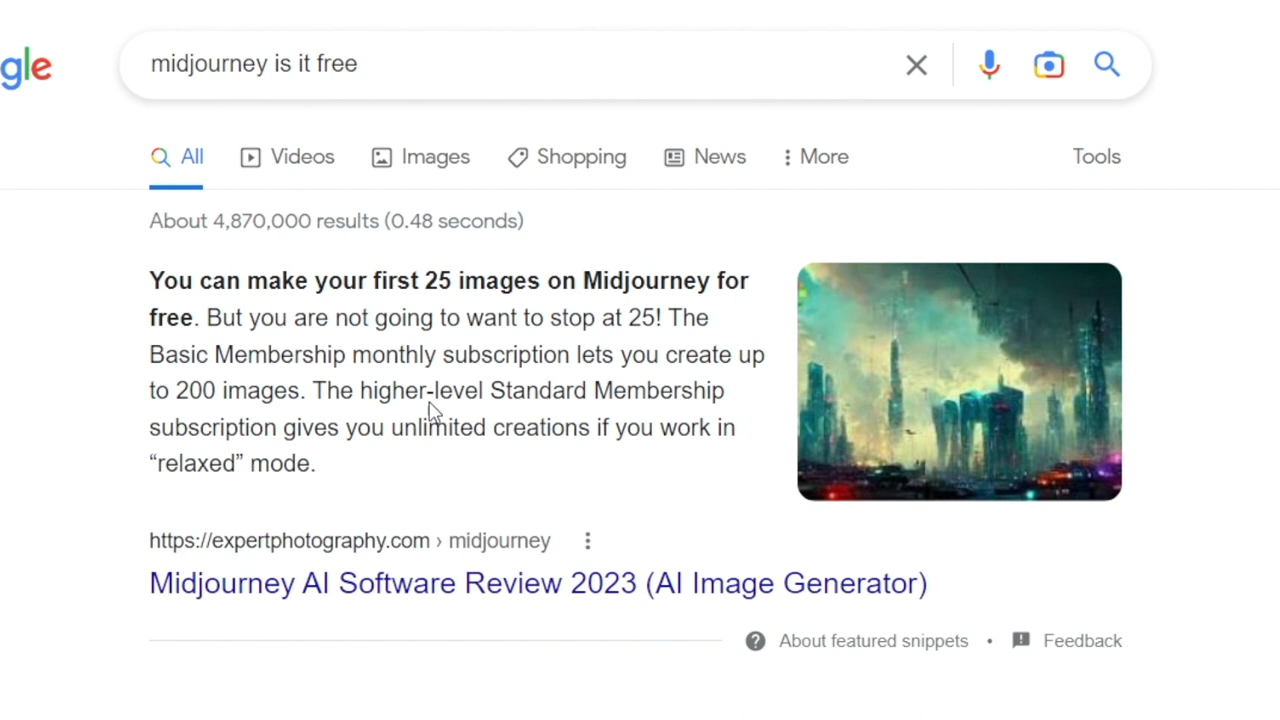 gle
midjourney is it free
All Videos Images Shopping News More Tools
About 4,870,000 results (0.48 seconds)
You can make your first 25 images on Midjourney for
free. But you are not going to want to stop at 25! The
Basic Membership monthly subscription lets you create up
to 200 images. The higher-level Standard Membership
subscription gives you unlimited creations if you work in
“relaxed” mode.
https://expertphotography.com › midjourney
Midjourney AI Software Review 2023 (AI Image Generator)
About featured snippets • Feedback